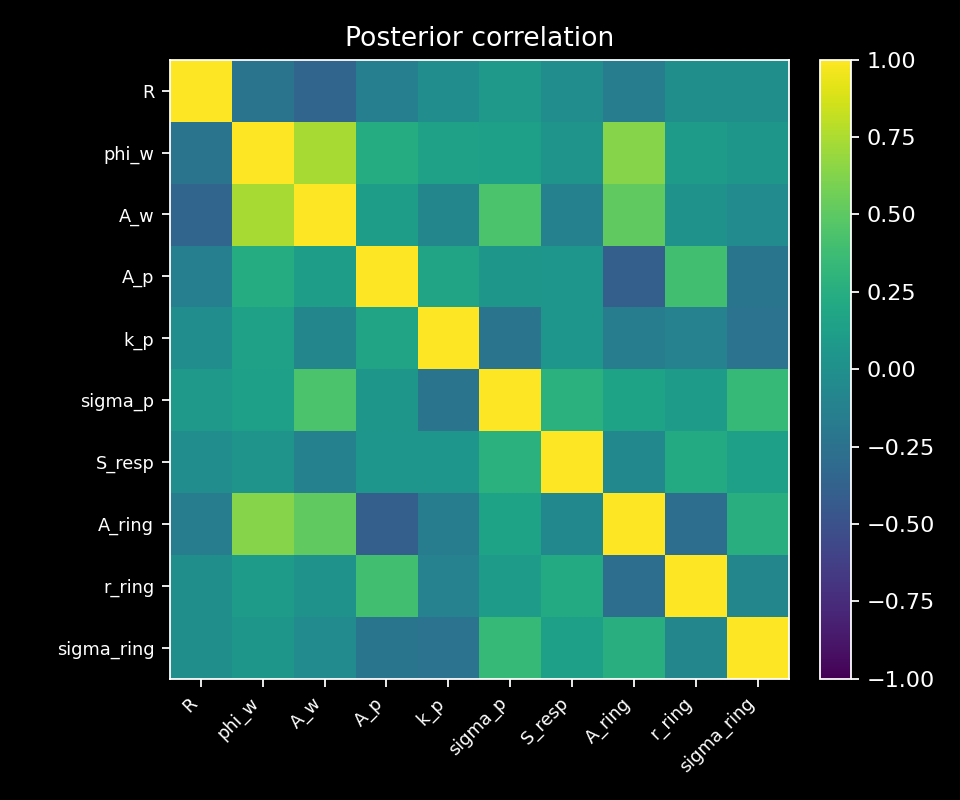 Posterior correlation
R
phi_w
A_w
A_p
k_p
sigma_p
S_resp
A_ring
r_ring
sigma_ring
R
phi_w
A_w
A_p
k_p
sigma_p
S_resp
A_ring
r_ring
sigma_ring
1.00
0.75
0.50
0.25
0.00
−0.25
−0.50
−0.75
−1.00